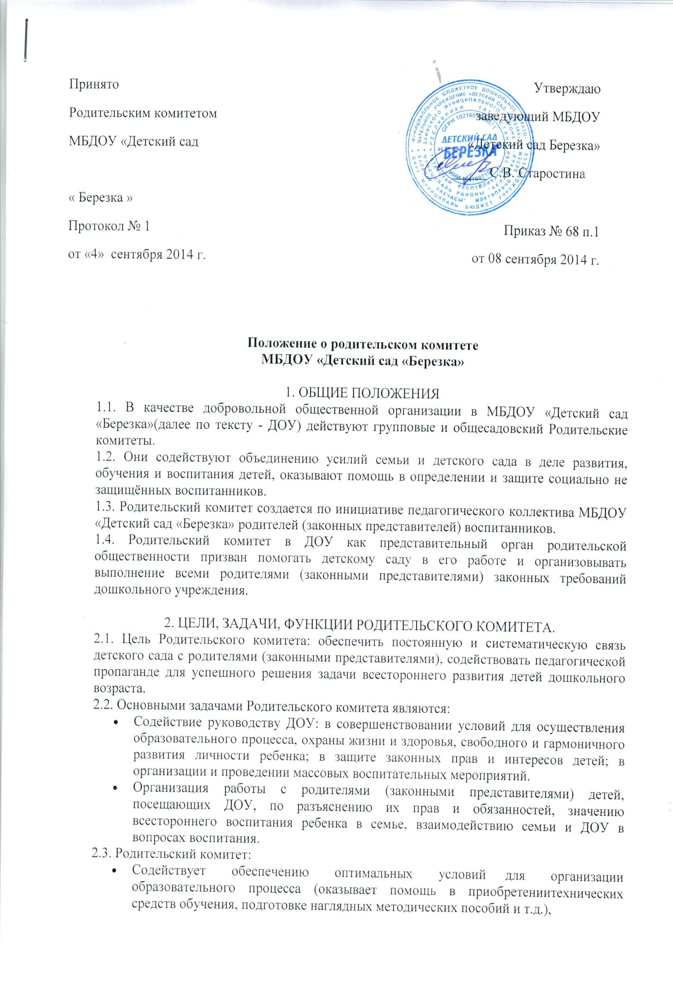 Принято
Родительским комитетом
МБДОУ «Детский сад
« Березка »
Протокол № 1
от «4» сентября 2014 г.
Утверждаю
заведующий МБДОУ
«Детский сад Березка»
С.В. Старостина
Приказ № 68 п.1
от 08 сентября 2014 г.
ДЕТСКИЙ САД
"БЕРЕЗКА"
Положение о родительском комитете
МБДОУ «Детский сад «Березка»
1. ОБЩИЕ ПОЛОЖЕНИЯ
1.1. В качестве добровольной общественной организации в МБДОУ «Детский сад
«Березка»(далее по тексту - ДОУ) действуют групповые и общесадовский Родительские
комитеты.
1.2. Они содействуют объединению усилий семьи и детского сада в деле развития,
обучения и воспитания детей, оказывают помощь в определении и защите социально не
защищённых воспитанников.
1.3. Родительский комитет создается по инициативе педагогического коллектива МБДОУ
«Детский сад «Березка» родителей (законных представителей) воспитанников.
1.4. Родительский комитет в ДОУ как представительный орган родительской
общественности призван помогать детскому саду в его работе и организовывать
выполнение всеми родителями (законными представителями) законных требований
дошкольного учреждения.
2. ЦЕЛИ, ЗАДАЧИ, ФУНКЦИИ РОДИТЕЛЬСКОГО КОМИТЕТА.
2.1. Цель Родительского комитета: обеспечить постоянную и систематическую связь
детского сада с родителями (законными представителями), содействовать педагогической
пропаганде для успешного решения задачи всестороннего развития детей дошкольного
возраста.
2.2. Основными задачами Родительского комитета являются:
• Содействие руководству ДОУ: в совершенствовании условий для осуществления
образовательного процесса, охраны жизни и здоровья, свободного и гармоничного
развития личности ребенка; в защите законных прав и интересов детей; в
организации и проведении массовых воспитательных мероприятий.
• Организация работы с родителями (законными представителями) детей,
посещающих ДОУ, по разъяснению их прав и обязанностей, значению
всестороннего воспитания ребенка в семье, взаимодействию семьи и ДОУ в
вопросах воспитания.
2.3. Родительский комитет:
• Содействует обеспечению оптимальных условий для организации
образовательного процесса (оказывает помощь в приобретениитехнических
средств обучения, подготовке наглядных методических пособий и т.д.),